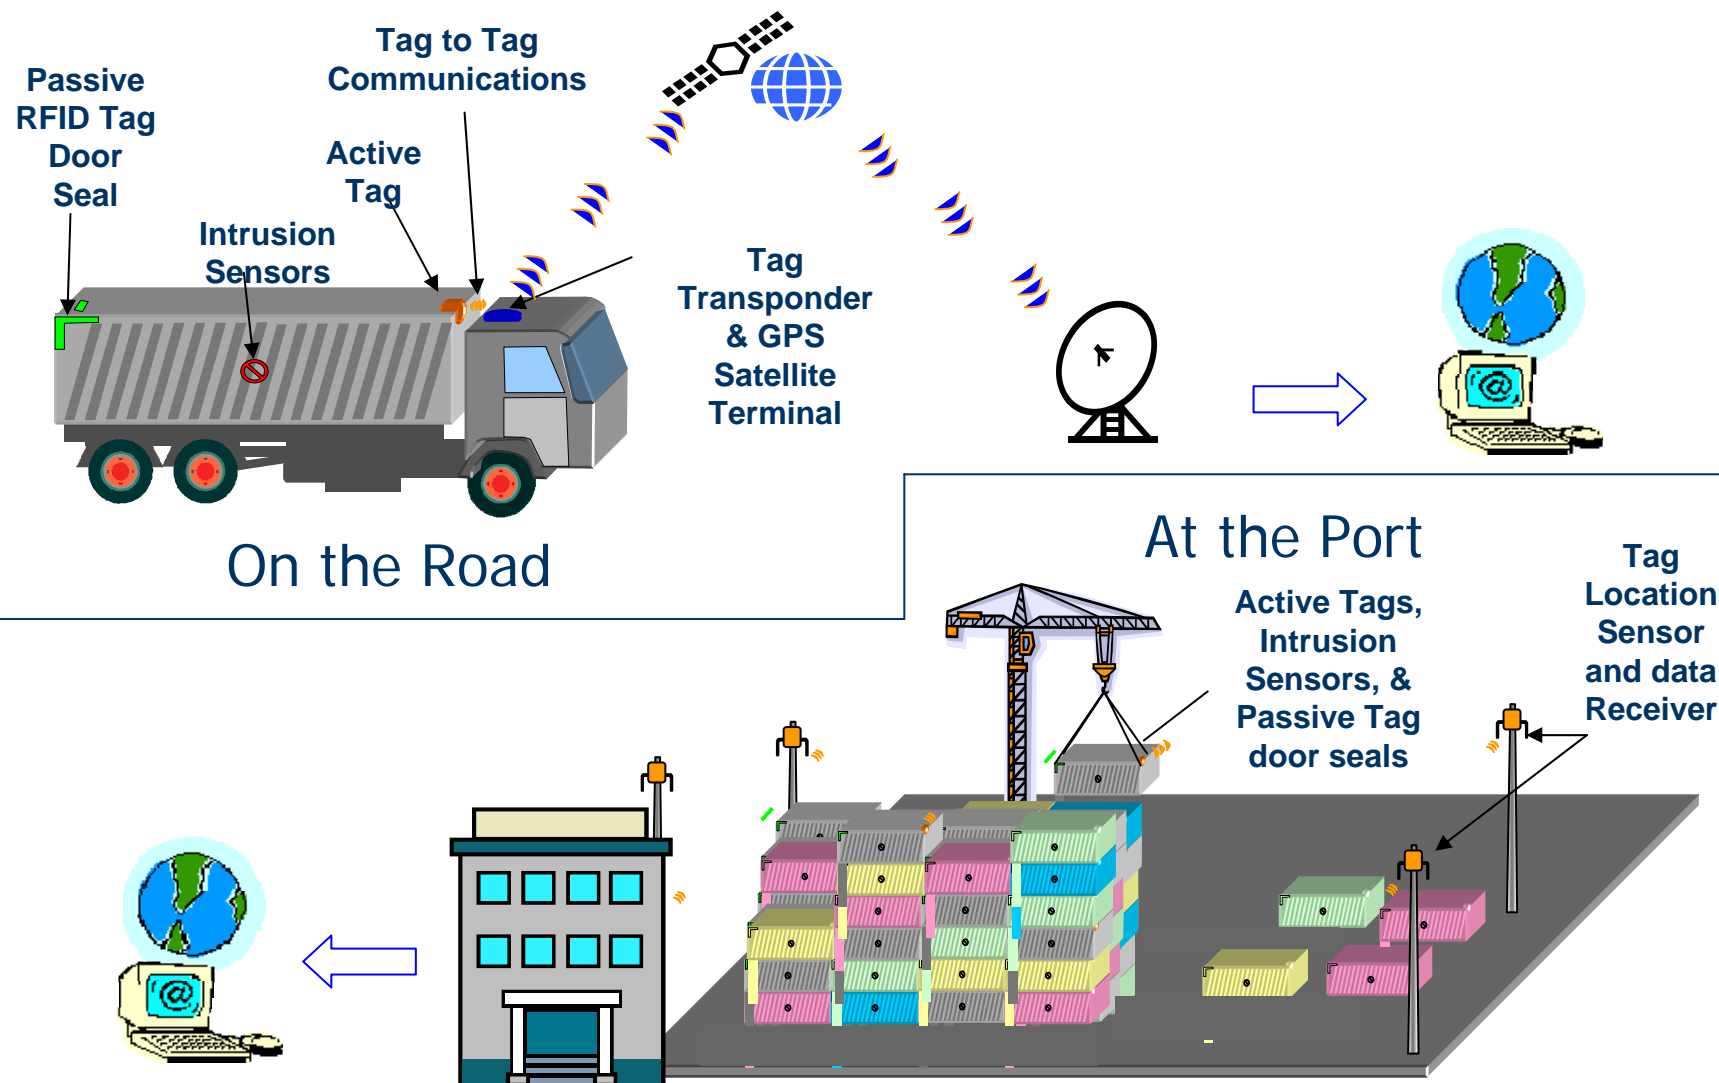 Passive
RFID Tag
Door
Seal
Tag to Tag
Communications
Active
Tag
Intrusion
Sensors
Tag
Transponder
& GPS
Satellite
Terminal
@
On the Road
At the Port
Active Tags,
Intrusion
Sensors, &
Passive Tag
door seals
Tag
Location
Sensor
and data
Receiver
@